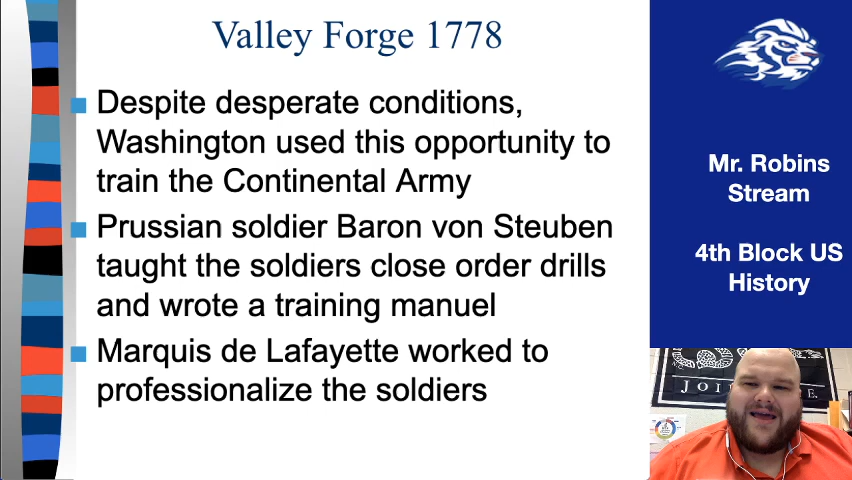 Valley Forge 1778
Despite desperate conditions,
Washington used this opportunity to
train the Continental Army
Prussian soldier Baron von Steuben
taught the soldiers close order drills
and wrote a training manuel
Marquis de Lafayette worked to
professionalize the soldiers
Mr. Robins
Stream
4th Block US
History
JOIN
E.